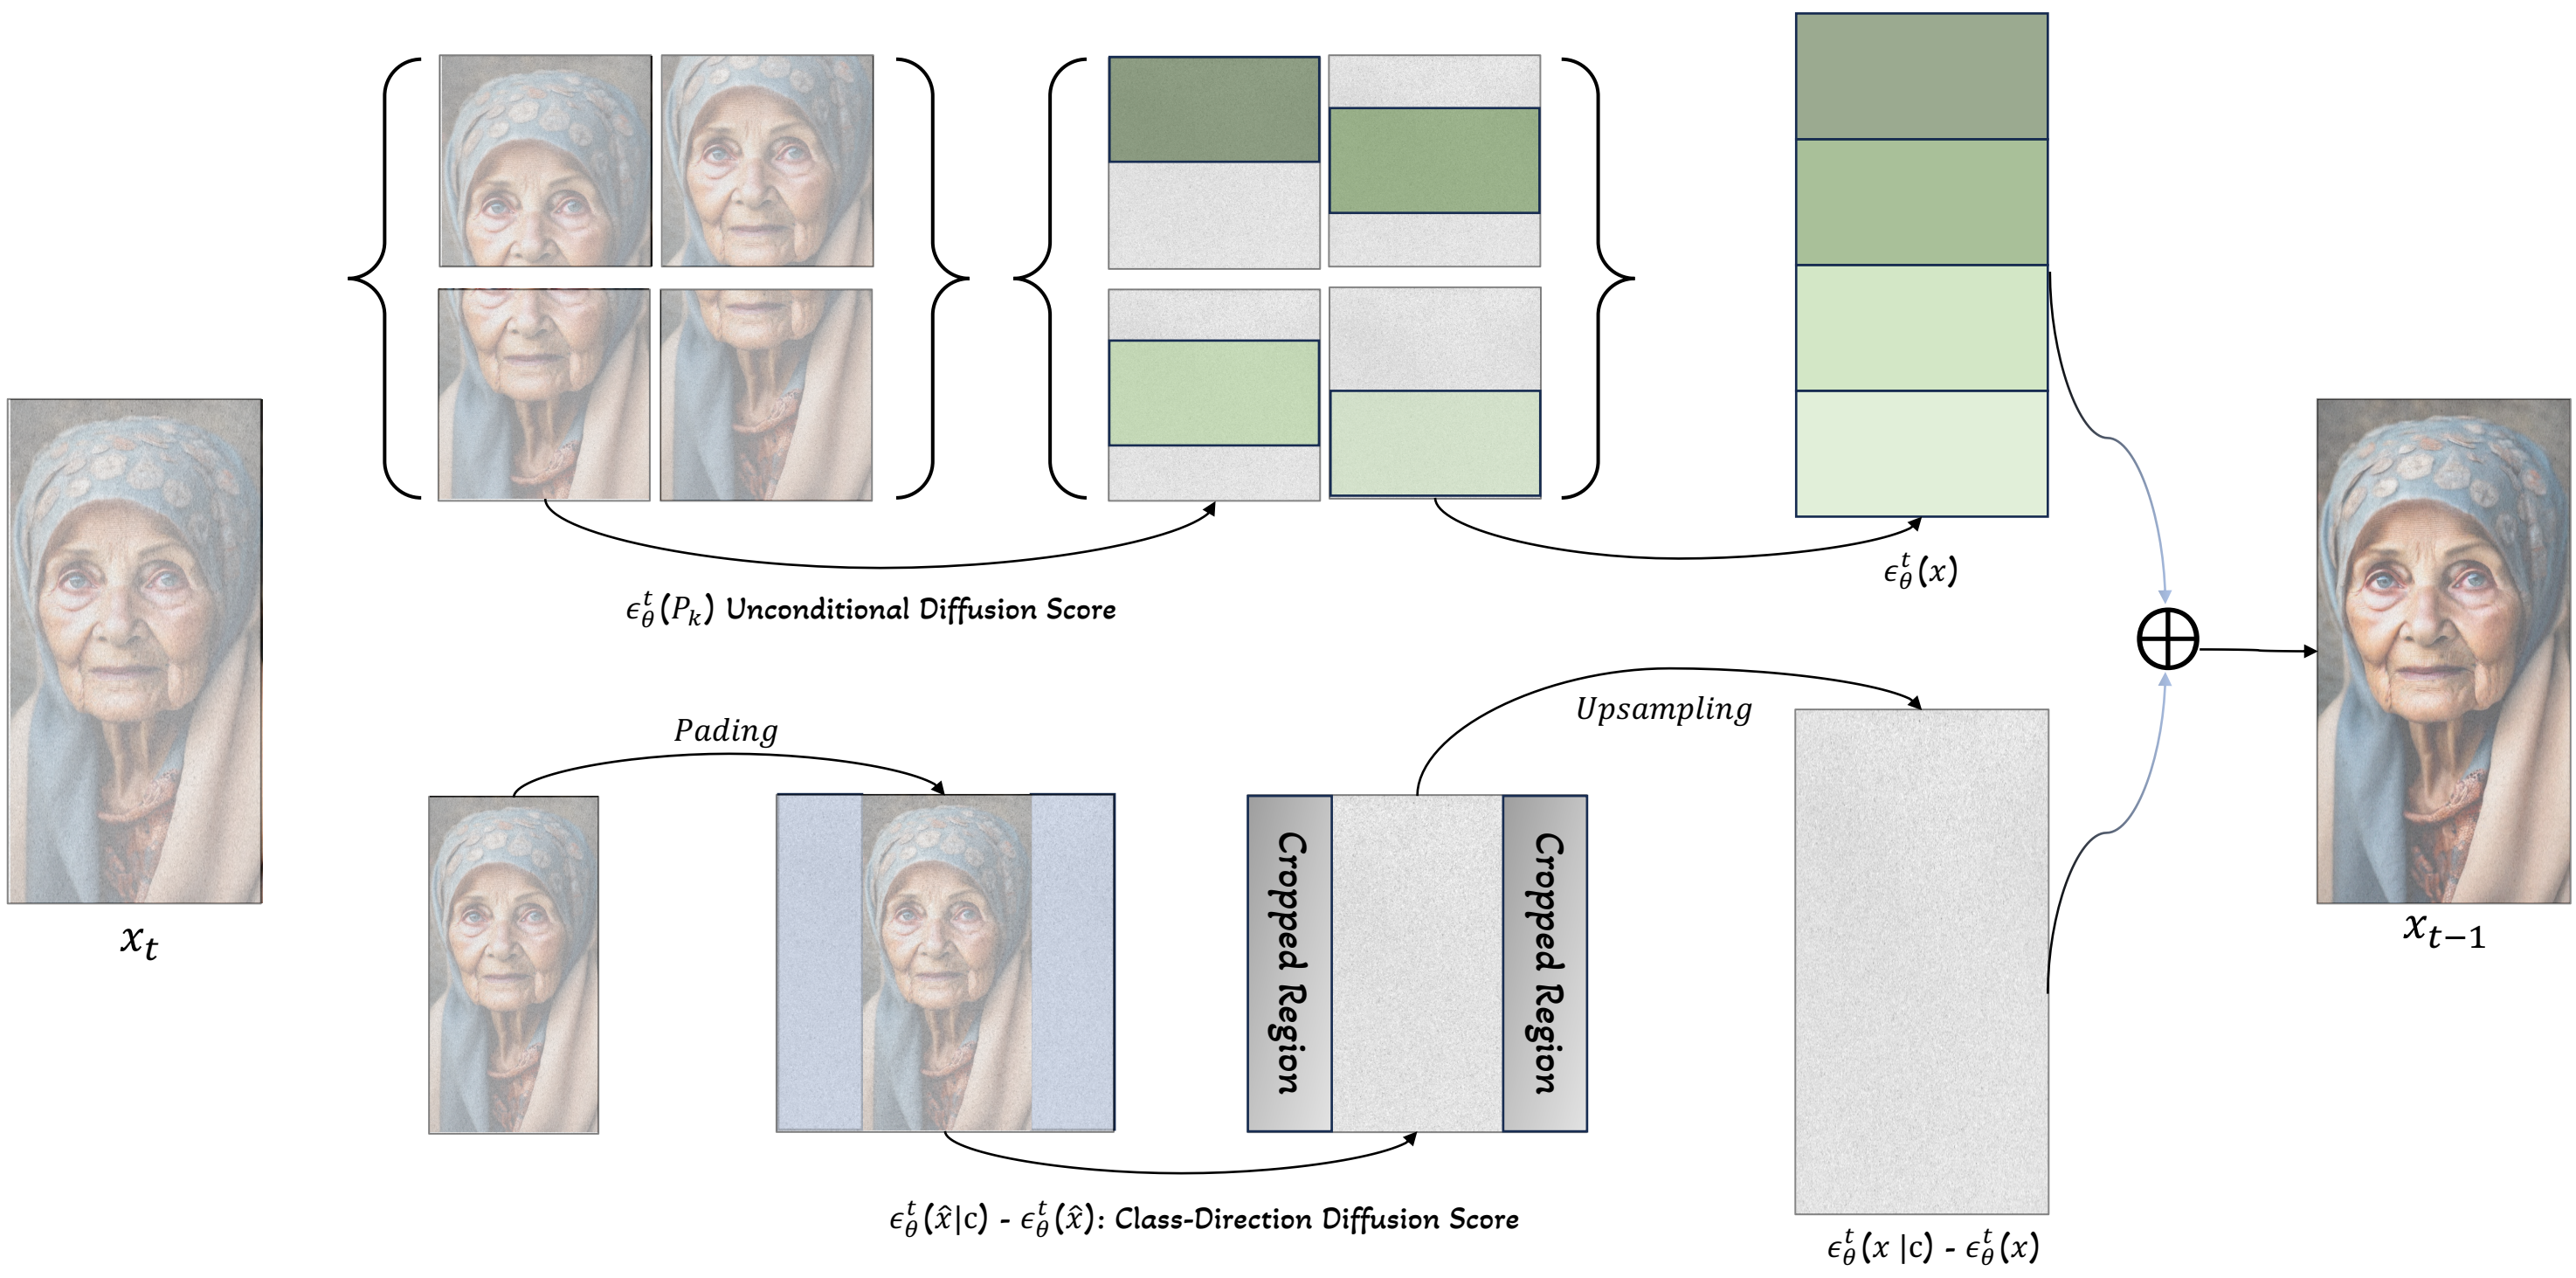 ϵ_θ^t(x)
ϵ_θ^t(P_k) Unconditional Diffusion Score
Pading
Upsampling
Cropped Region
Cropped Region
x_t
x_{t−1}
ϵ_θ^t(x̂|c) - ϵ_θ^t(x̂): Class-Direction Diffusion Score
ϵ_θ^t(x |c) - ϵ_θ^t(x)